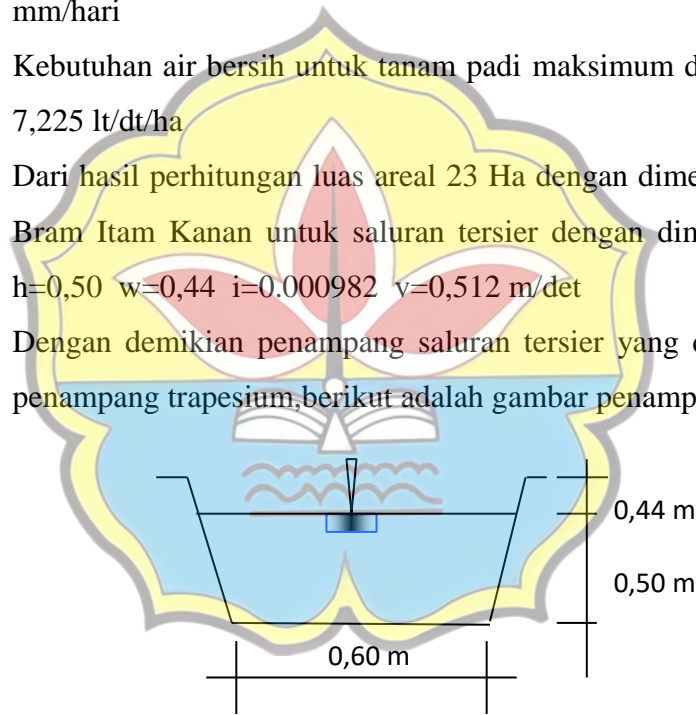 mm/hari
Kebutuhan air bersih untuk tanam padi maksimum d
7,225 lt/dt/ha
Dari hasil perhitungan luas areal 23 Ha dengan dime
Bram Itam Kanan untuk saluran tersier dengan dim
h=0,50 w=0,44 i=0.000982 v=0,512 m/det
Dengan demikian penampang saluran tersier yang
penampang trapesium,berikut adalah gambar penamp
0,44 m
0,50 m
0,60 m